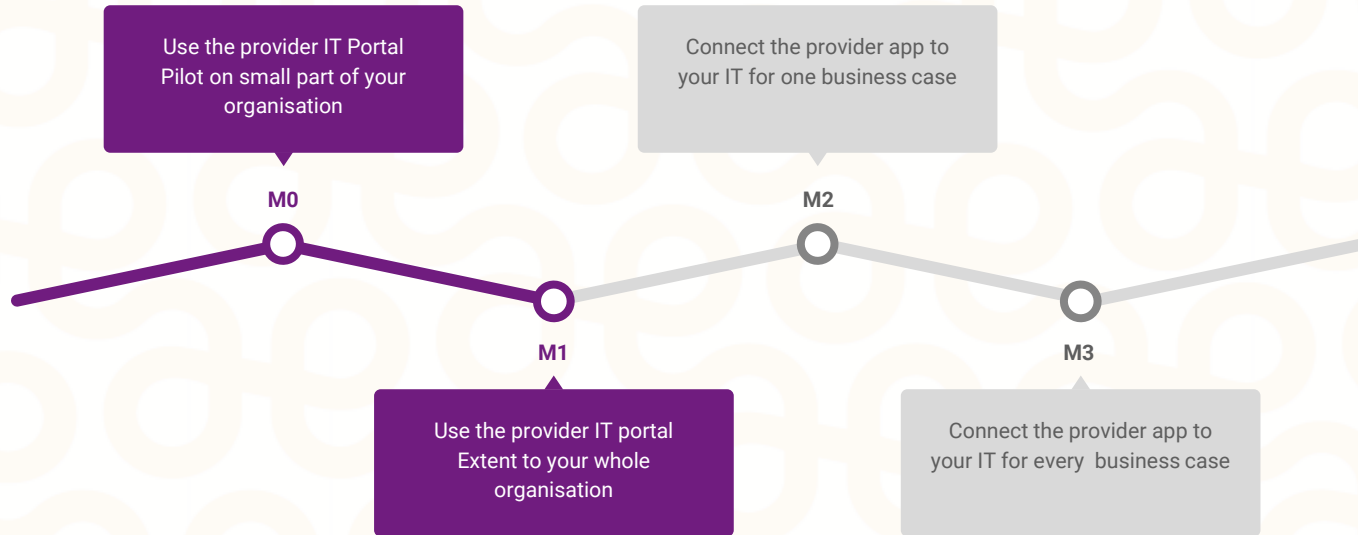 Use the provider IT Portal
Pilot on small part of your
organisation
M0
M1
Use the provider IT portal
Extent to your whole
organisation
Connect the provider app to
your IT for one business case
M2
M3
Connect the provider app to
your IT for every  business case